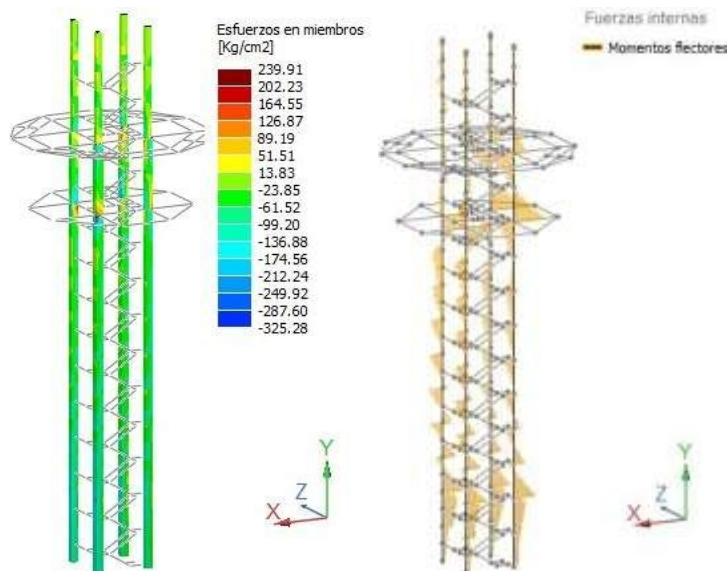 Esfuerzos en miembros
[Kg/cm2]
239.91
202.23
164.55
126.87
89.19
51.51
13.83
-23.85
-61.52
-99.20
-136.88
-174.56
-212.24
-249.92
-287.60
-325.28
Y
Z
X
Fuerzas internas
Momentos flectores
Y
Z
X